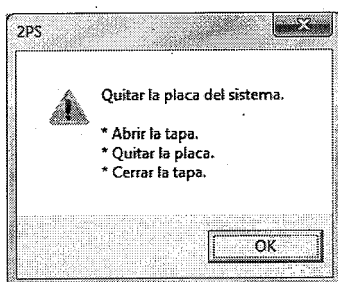 2PS
Quitar la placa del sistema.
* Abrir la tapa.
* Quitar la placa.
* Cerrar la tapa.
OK